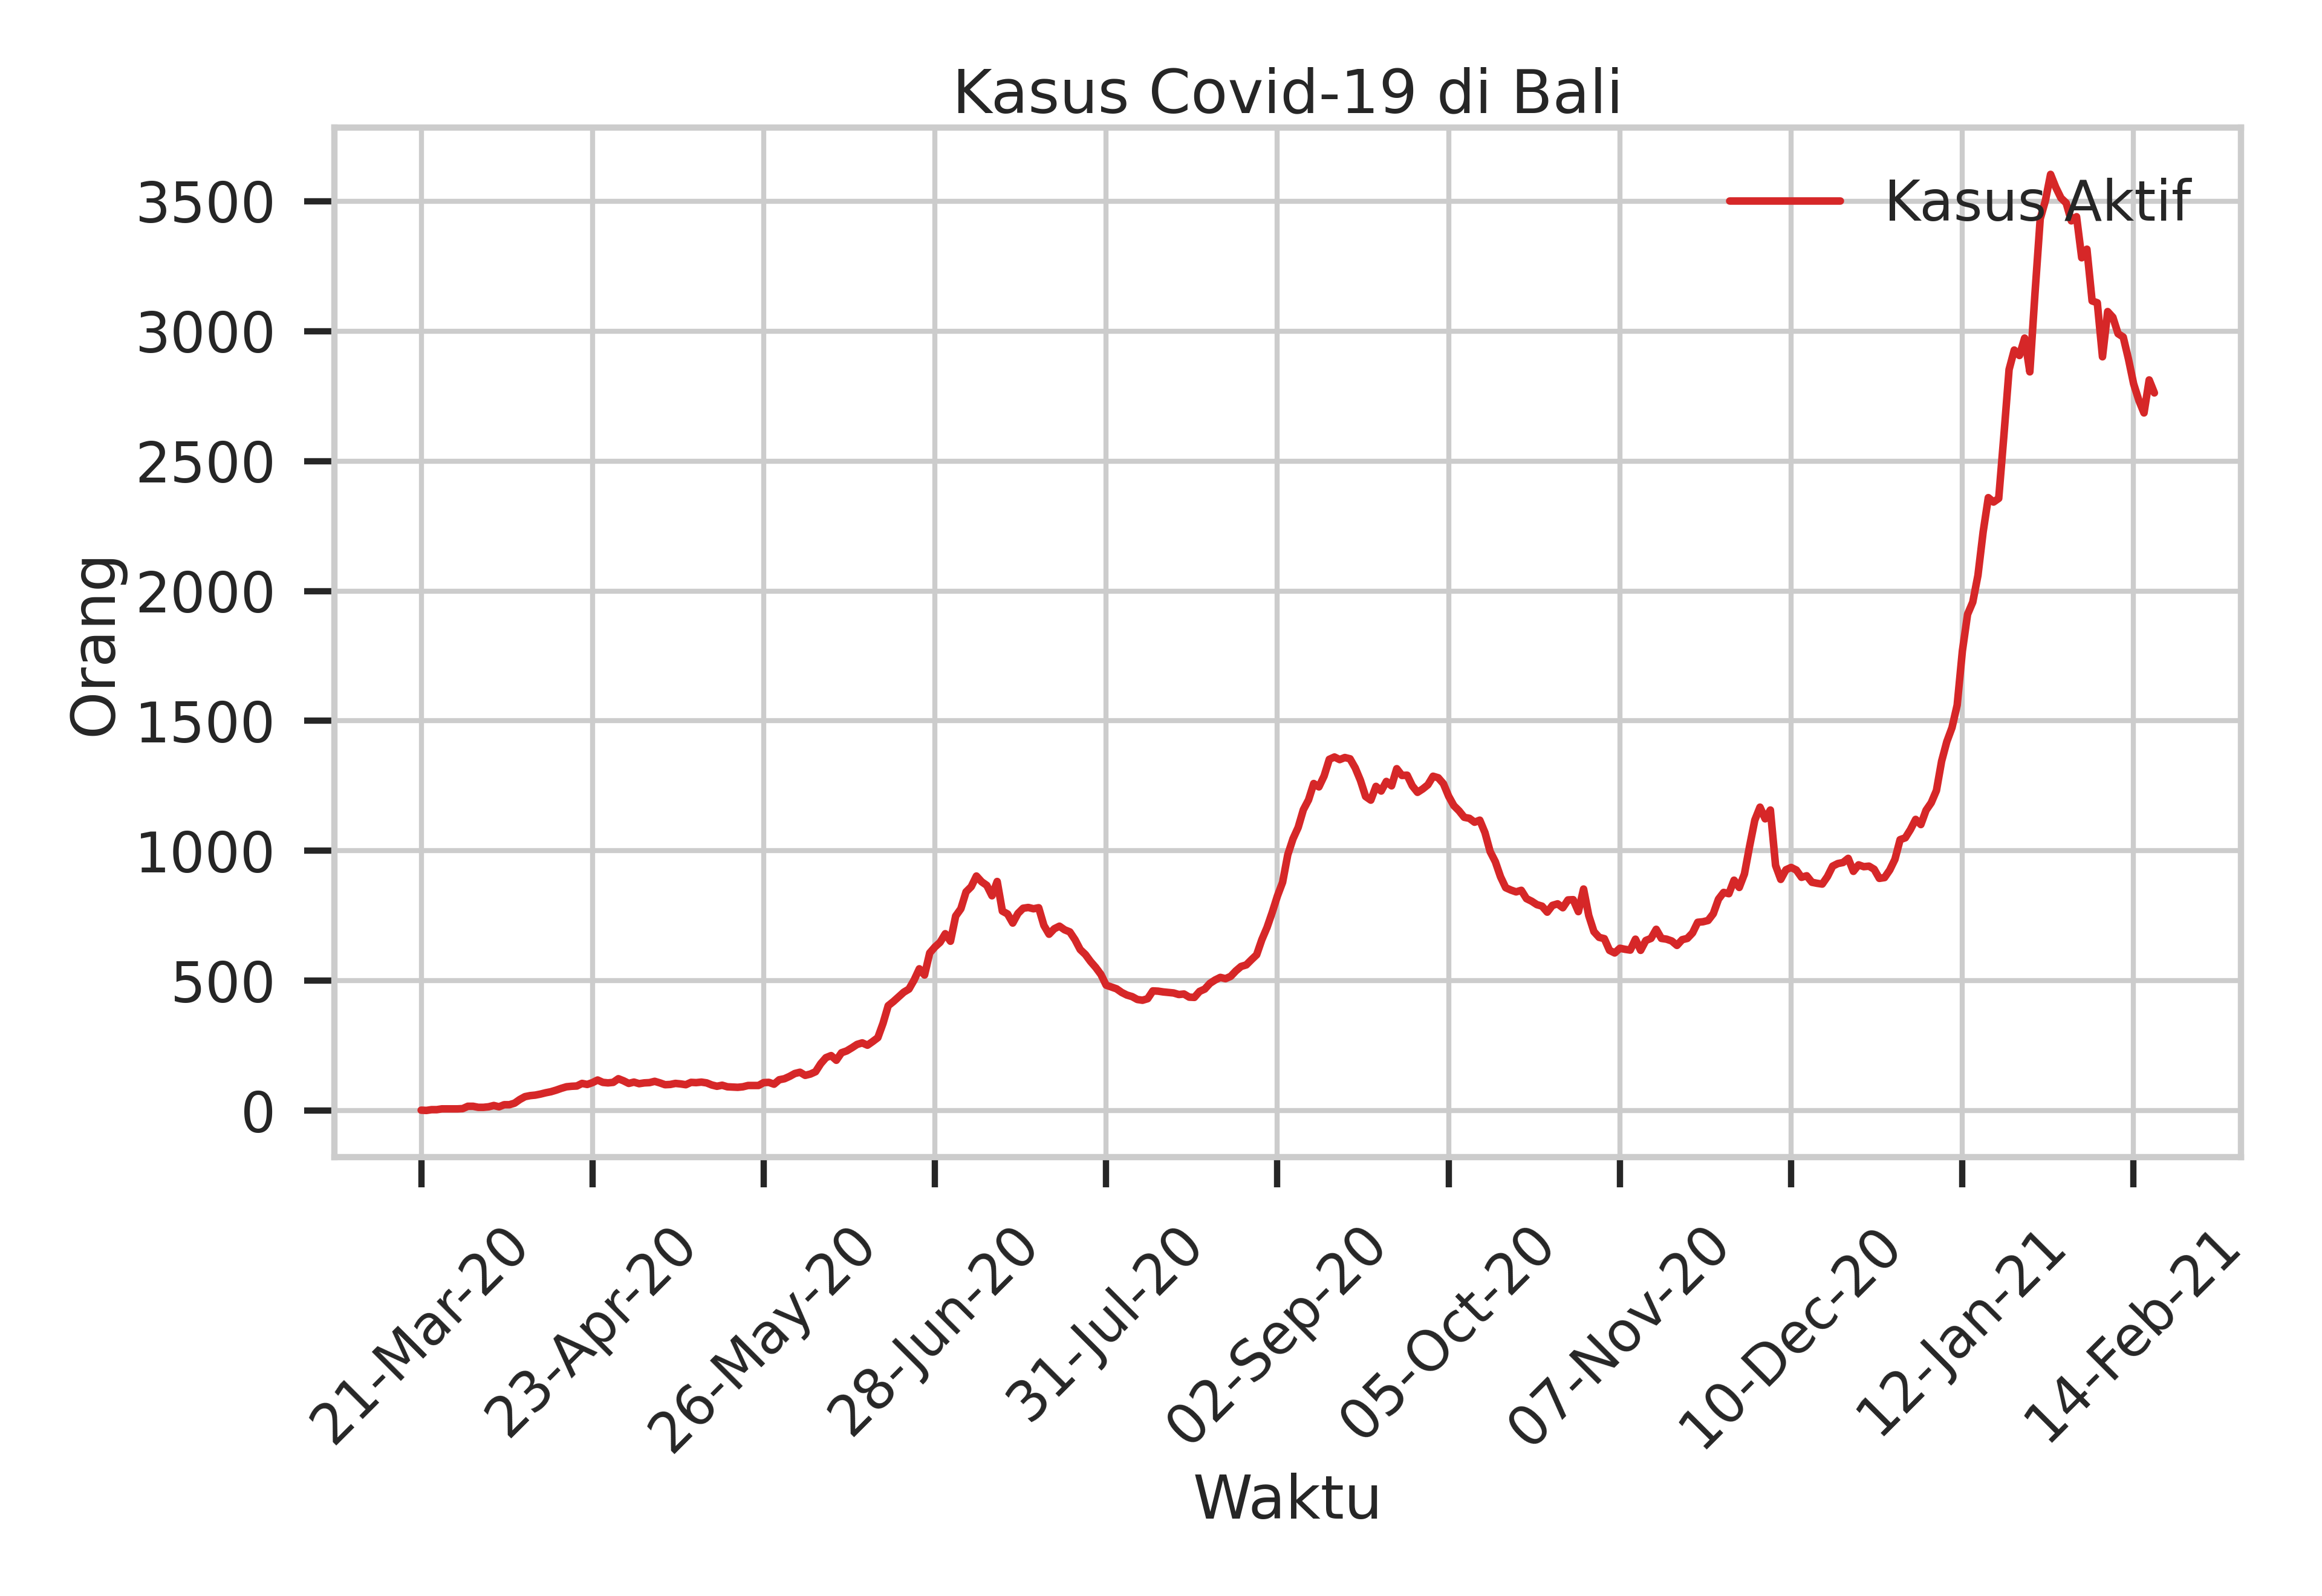 Kasus Covid-19 di Bali
Kasus Aktif
3500
3000
2500
2000
1500
1000
500
0
Orang
21-Mar-20
23-Apr-20
26-May-20
28-Jun-20
31-Jul-20
02-Sep-20
05-Oct-20
07-Nov-20
10-Dec-20
12-Jan-21
14-Feb-21
Waktu